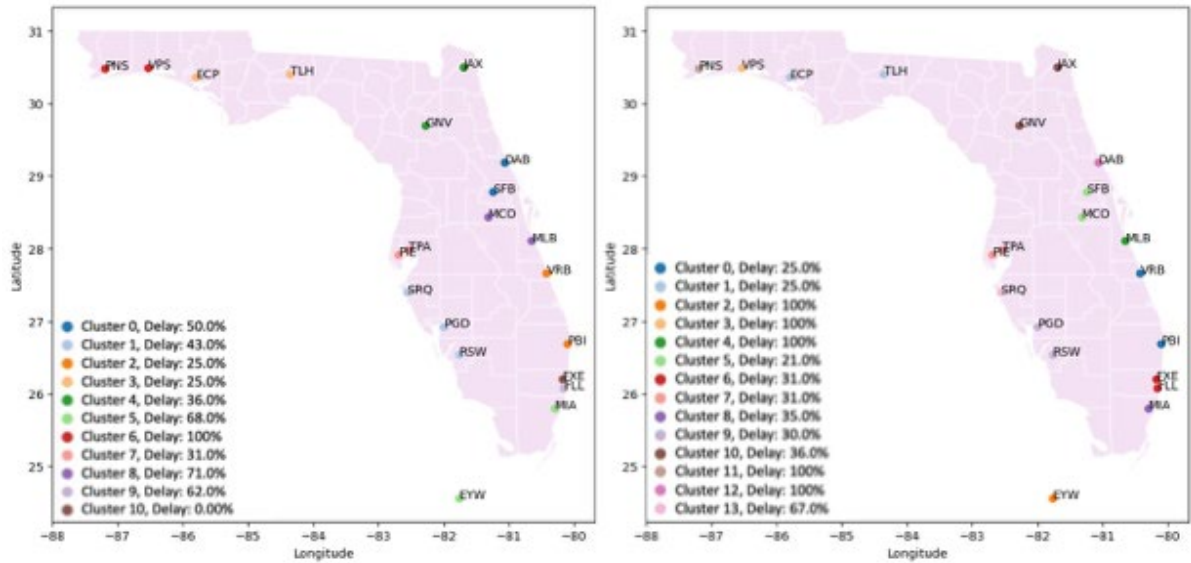 31
30
29
28
27
26
25
Latitude
−88
−87
−86
−85
−84
−83
−82
−81
−80
Longitude
PNS
VPS
ECP
TLH
JAX
GNV
DAB
SFB
MCO
MLB
TPA
PIE
VRB
SRQ
PGD
PBI
RSW
FXE
FLL
MIA
EYW
Cluster 0, Delay: 50.0%
Cluster 1, Delay: 43.0%
Cluster 2, Delay: 25.0%
Cluster 3, Delay: 25.0%
Cluster 4, Delay: 36.0%
Cluster 5, Delay: 68.0%
Cluster 6, Delay: 100%
Cluster 7, Delay: 31.0%
Cluster 8, Delay: 71.0%
Cluster 9, Delay: 62.0%
Cluster 10, Delay: 0.00%
31
30
29
28
27
26
25
Latitude
−88
−87
−86
−85
−84
−83
−82
−81
−80
Longitude
PNS
VPS
ECP
TLH
JAX
GNV
DAB
SFB
MCO
MLB
TPA
PIE
VRB
SRQ
PGD
PBI
RSW
FXE
FLL
MIA
EYW
Cluster 0, Delay: 25.0%
Cluster 1, Delay: 25.0%
Cluster 2, Delay: 100%
Cluster 3, Delay: 100%
Cluster 4, Delay: 100%
Cluster 5, Delay: 21.0%
Cluster 6, Delay: 31.0%
Cluster 7, Delay: 31.0%
Cluster 8, Delay: 35.0%
Cluster 9, Delay: 30.0%
Cluster 10, Delay: 36.0%
Cluster 11, Delay: 100%
Cluster 12, Delay: 100%
Cluster 13, Delay: 67.0%